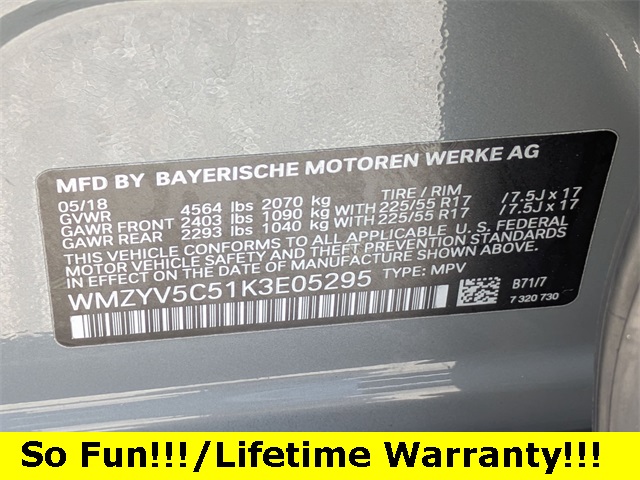 MFD BY BAYERISCHE MOTOREN WERKE AG
05/18 TIRE / RIM
GVWR 4564 lbs 2070 kg
GAWR FRONT 2403 lbs 1090 kg WITH 225/55 R17 / 7.5J x 17
GAWR REAR 2293 lbs 1040 kg WITH 225/55 R17 / 7.5J x 17
THIS VEHICLE CONFORMS TO ALL APPLICABLE U. S. FEDERAL
MOTOR VEHICLE SAFETY, BUMPER, AND THEFT PREVENTION STANDARDS
IN EFFECT ON THE DATE OF MANUFACTURE SHOWN ABOVE.
WMZYV5C51K3E05295 TYPE: MPV
B71/7
7 320 730
So Fun!!!/Lifetime Warranty!!!